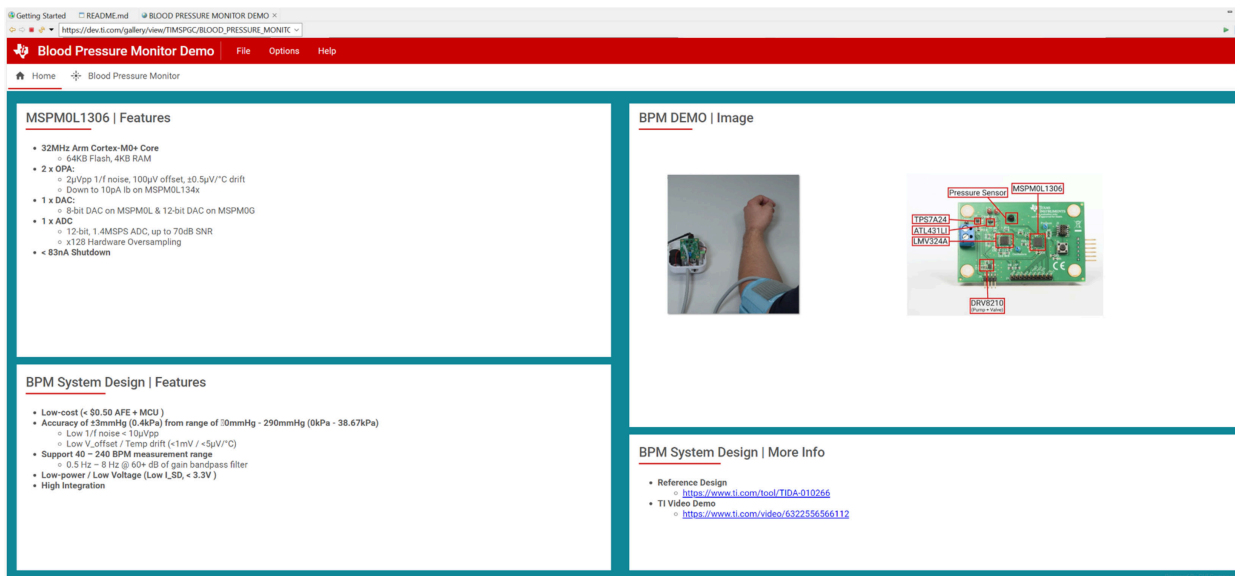 Getting Started
README.md
BLOOD PRESSURE MONITOR DEMO
https://dev.ti.com/gallery/view/TIMSPGC/BLOOD_PRESSURE_MONITC
Blood Pressure Monitor Demo
File
Options
Help
Home
Blood Pressure Monitor
MSPM0L1306 | Features
• 32MHz Arm Cortex-M0+ Core
○ 64KB Flash, 4KB RAM
• 2 x OPA:
○ 2µVpp 1/f noise, 100µV offset, ±0.5µV/°C drift
○ Down to 10pA Ib on MSPM0L134x
• 1 x DAC:
○ 8-bit DAC on MSPM0L & 12-bit DAC on MSPM0G
• 1 x ADC
○ 12-bit, 1.4MSPS ADC, up to 70dB SNR
○ x128 Hardware Oversampling
• < 83nA Shutdown
BPM System Design | Features
• Low-cost (< $0.50 AFE + MCU )
• Accuracy of ±3mmHg (0.4kPa) from range of 0mmHg - 290mmHg (0kPa - 38.67kPa)
○ Low 1/f noise < 10µVpp
○ Low V_offset / Temp drift (<1mV / <5µV/°C)
• Support 40 – 240 BPM measurement range
○ 0.5 Hz – 8 Hz @ 60+ dB of gain bandpass filter
• Low-power / Low Voltage (Low I_SD, < 3.3V )
• High Integration
BPM DEMO | Image
Pressure Sensor
MSPM0L1306
TPS7A24
ATL431LI
LMV324A
DRV8210
(Pump + Valve)
BPM System Design | More Info
• Reference Design
○ https://www.ti.com/tool/TIDA-010266
• TI Video Demo
○ https://www.ti.com/video/6322556566112